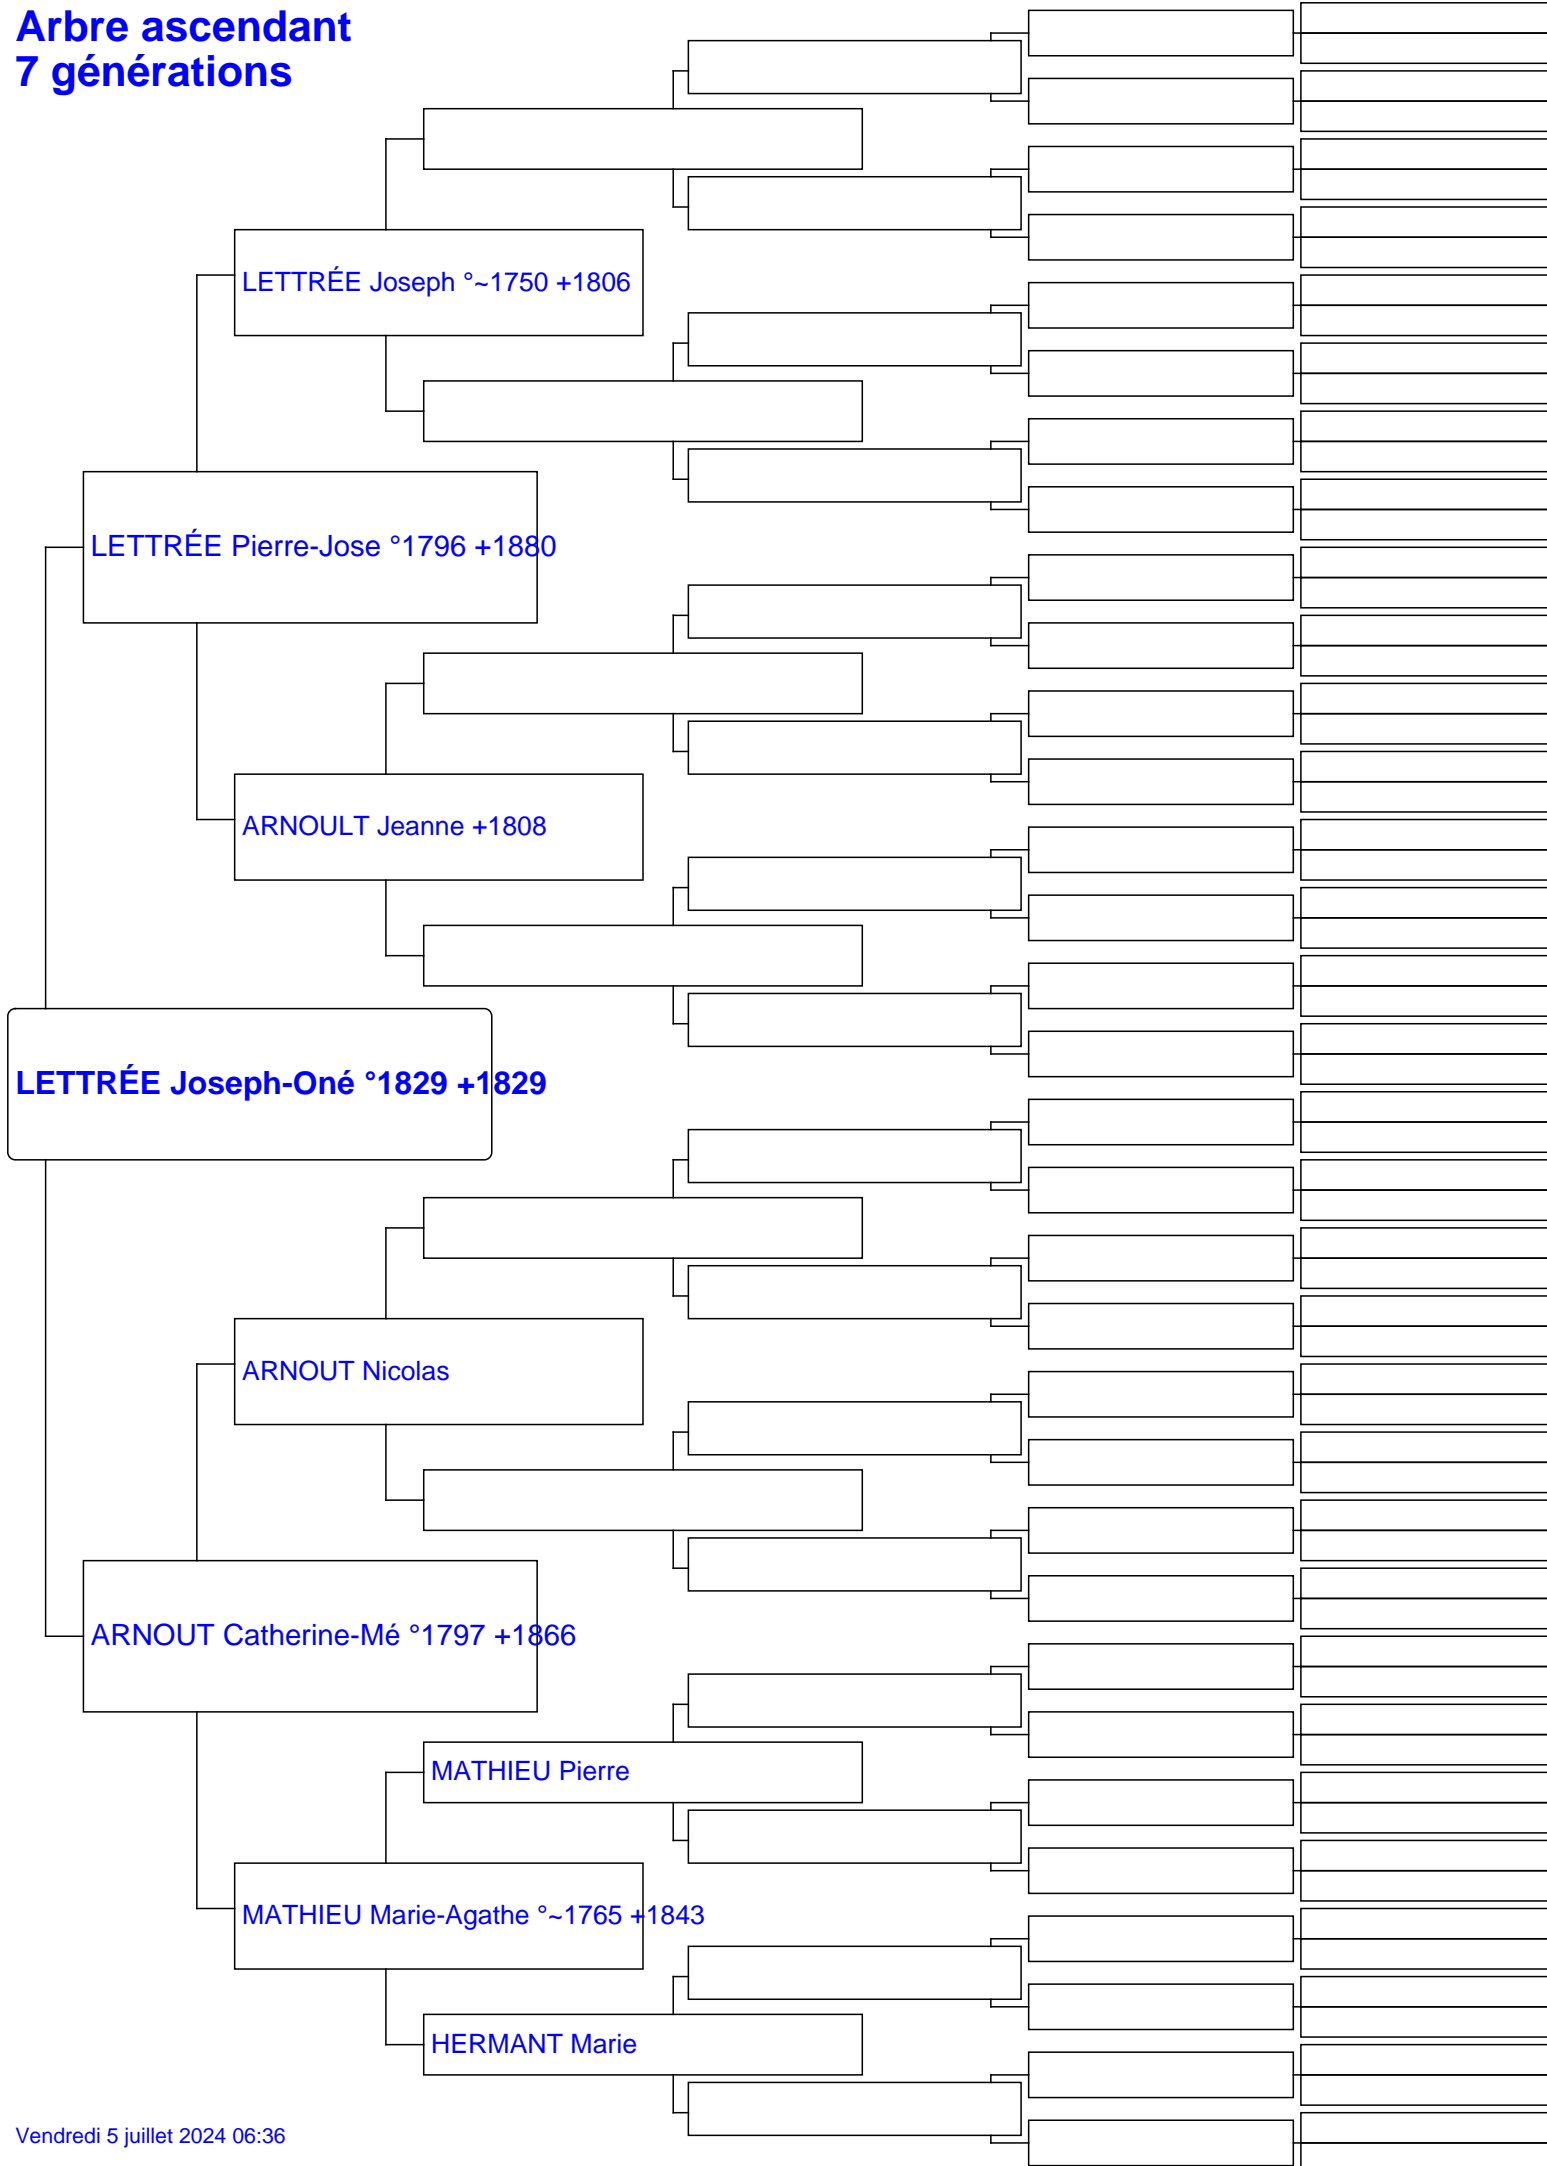 Arbre ascendant
7 générations
LETTRÉE Joseph °~1750 +1806
LETTRÉE Pierre-Jose °1796 +1880
ARNOULT Jeanne +1808
LETTRÉE Joseph-Oné °1829 +1829
ARNOUT Nicolas
ARNOUT Catherine-Mé °1797 +1866
MATHIEU Pierre
MATHIEU Marie-Agathe °~1765 +1843
HERMANT Marie
Vendredi 5 juillet 2024 06:36